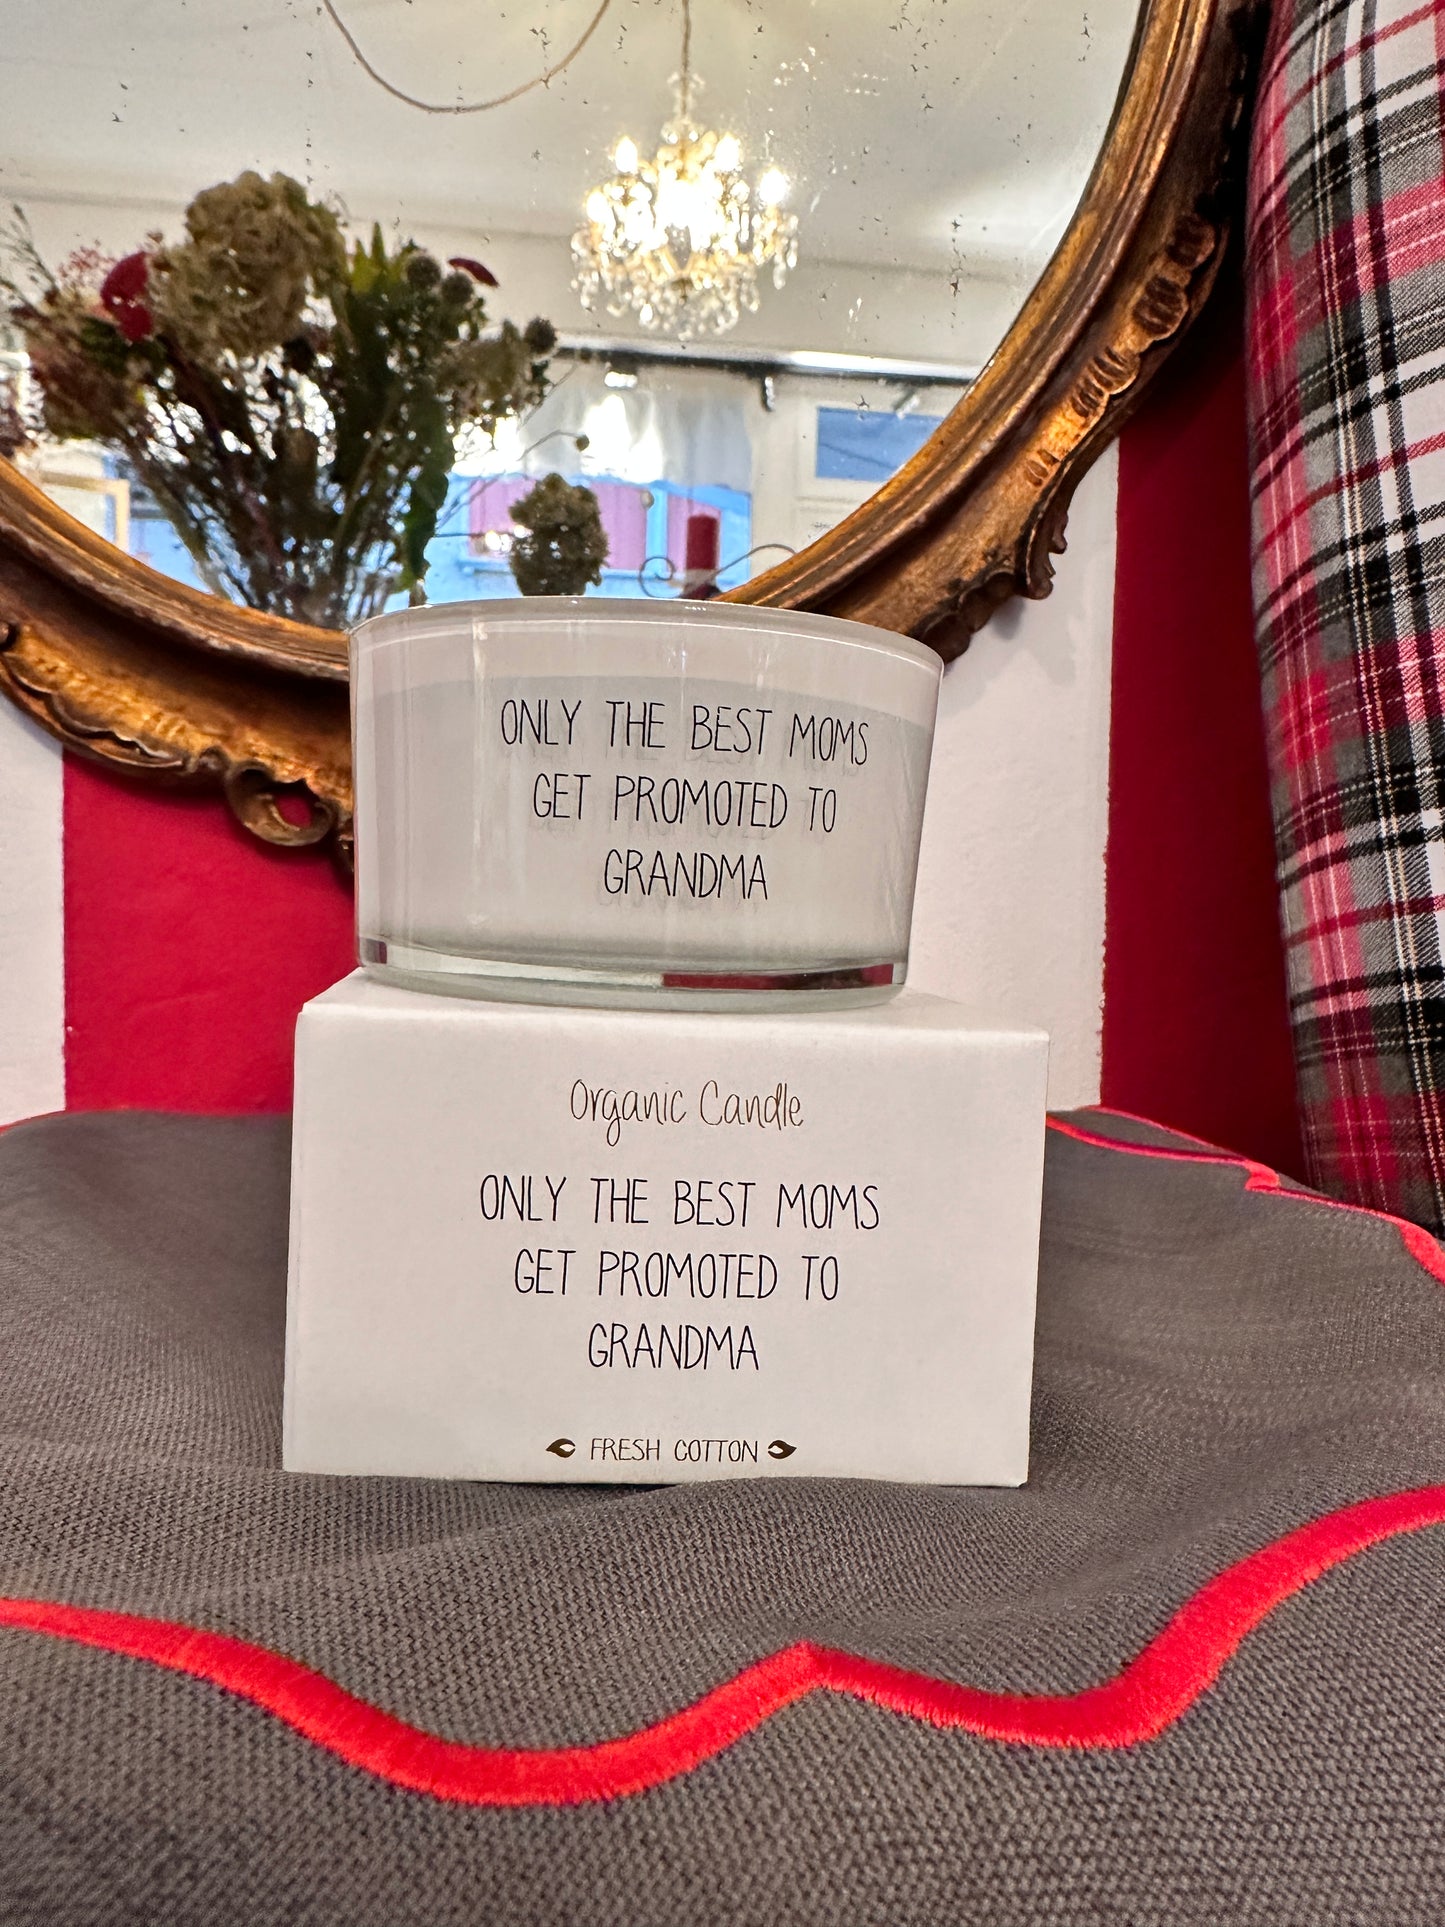 ONLY THE BEST MOMS
GET PROMOTED TO
GRANDMA
Organic Candle
ONLY THE BEST MOMS
GET PROMOTED TO
GRANDMA
FRESH COTTON